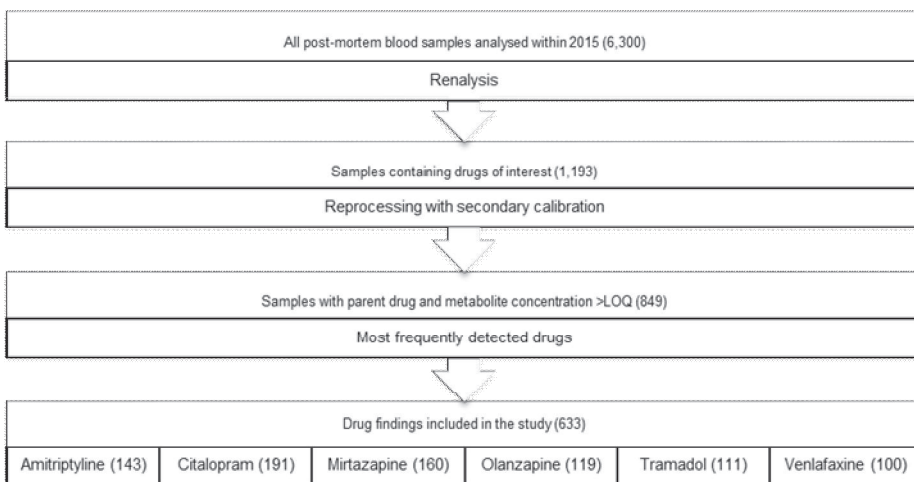 All post-mortem blood samples analysed within 2015 (6,300)
Renalysis
Samples containing drugs of interest (1,193)
Reprocessing with secondary calibration
Samples with parent drug and metabolite concentration >LOQ (849)
Most frequently detected drugs
Drug findings included in the study (633)
Amitriptyline (143) Citalopram (191) Mirtazapine (160) Olanzapine (119) Tramadol (111) Venlafaxine (100)